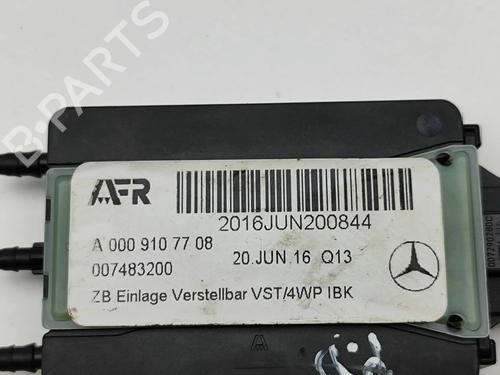 B-PARTS
AFR
2016JUN200844
A 000 910 77 08
20.JUN.16 Q13
007483200
ZB Einlage Verstellbar VST/4WP IBK